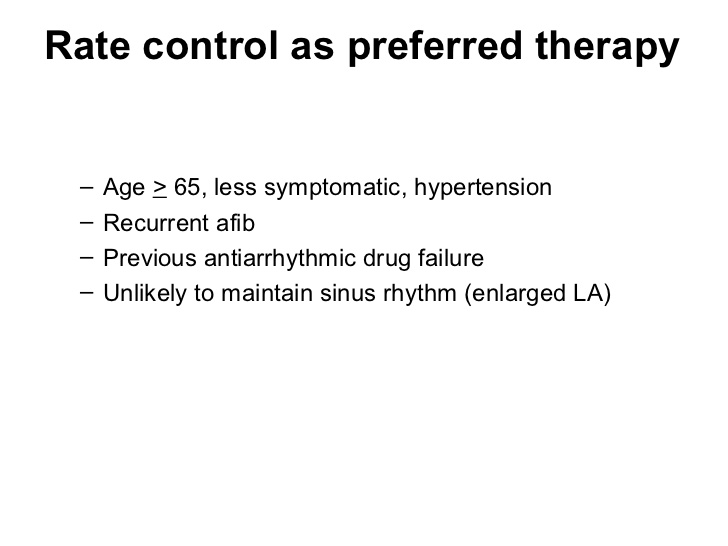 Rate control as preferred therapy
– Age ≥ 65, less symptomatic, hypertension
– Recurrent afib
– Previous antiarrhythmic drug failure
– Unlikely to maintain sinus rhythm (enlarged LA)